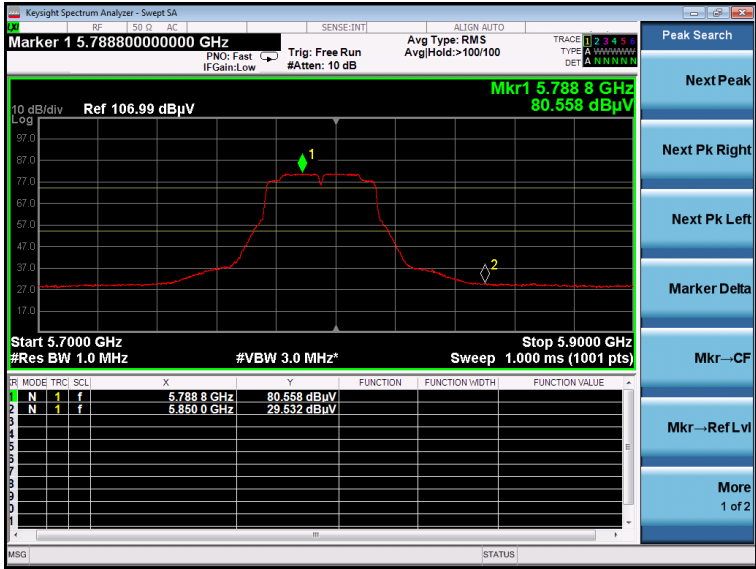 Keysight Spectrum Analyzer - Swept SA
RF 50 Ω AC SENSE:INT ALIGN AUTO
Marker 1 5.788800000000 GHz
PNO: Fast
IFGain:Low
Trig: Free Run
#Atten: 10 dB
Avg Type: RMS
Avg|Hold:>100/100
TRACE 1 2 3 4 5 6
TYPE A WWWWW
DET A N N N N N
Mkr1 5.788 8 GHz
80.558 dBµV
10 dB/div Ref 106.99 dBµV
Log
97.0
87.0
77.0
67.0
57.0
47.0
37.0
27.0
17.0
1
2
Start 5.7000 GHz Stop 5.9000 GHz
#Res BW 1.0 MHz #VBW 3.0 MHz* Sweep 1.000 ms (1001 pts)
MODE TRC SCL X Y FUNCTION FUNCTION WIDTH FUNCTION VALUE
1 N 1 f 5.788 8 GHz 80.558 dBµV
2 N 1 f 5.850 0 GHz 29.532 dBµV
3
4
5
6
7
8
9
0
1
MSG STATUS
Peak Search
Next Peak
Next Pk Right
Next Pk Left
Marker Delta
Mkr→CF
Mkr→Ref Lvl
More
1 of 2